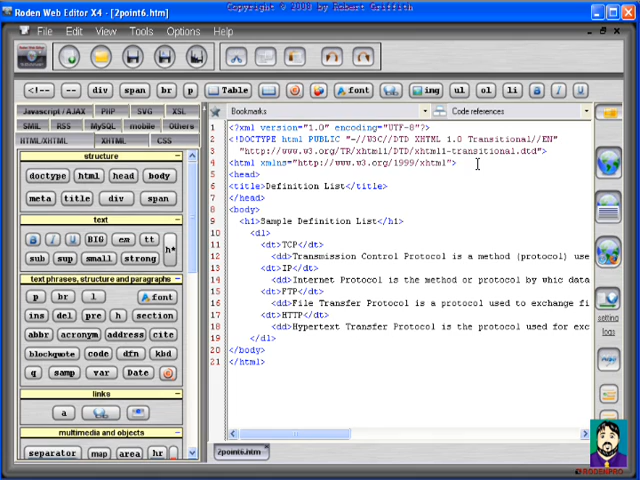 Copyright © 2008 by Robert Griffith
Roden Web Editor X4 - [2point6.htm]
File Edit View Tools Options Help
<!-- -- div span br p Table font img ul ol li B I U
Javascript / AJAX PHP SVG XSL
SMIL RSS MySQL mobile Others
HTML/XHTML XHTML CSS
structure
doctype html head body
meta title div span
text
B I U BIG em tt h*
sub sup small strong
text phrases, structure and paragraphs
p br l font
ins del pre h section
abbr acronym address cite
blockquote code dfn kbd
q samp var Date
links
a
multimedia and objects
separator map area hr
Bookmarks Code references
1 <?xml version="1.0" encoding="UTF-8"?>
2 <!DOCTYPE html PUBLIC "-//W3C//DTD XHTML 1.0 Transitional//EN"
3 "http://www.w3.org/TR/xhtml1/DTD/xhtml1-transitional.dtd">
4 <html xmlns="http://www.w3.org/1999/xhtml">
5 <head>
6 <title>Definition List</title>
7 </head>
8 <body>
9 <h1>Sample Definition List</h1>
10 <dl>
11 <dt>TCP</dt>
12 <dd>Transmission Control Protocol is a method (protocol) use
13 <dt>IP</dt>
14 <dd>Internet Protocol is the method or protocol by whic data
15 <dt>FTP</dt>
16 <dd>File Transfer Protocol is a protocol used to exchange fi
17 <dt>HTTP</dt>
18 <dd>Hypertext Transfer Protocol is the protocol used for exc
19 </dl>
20 </body>
21 </html>
setting
logs
2point6.htm
RODENPRO